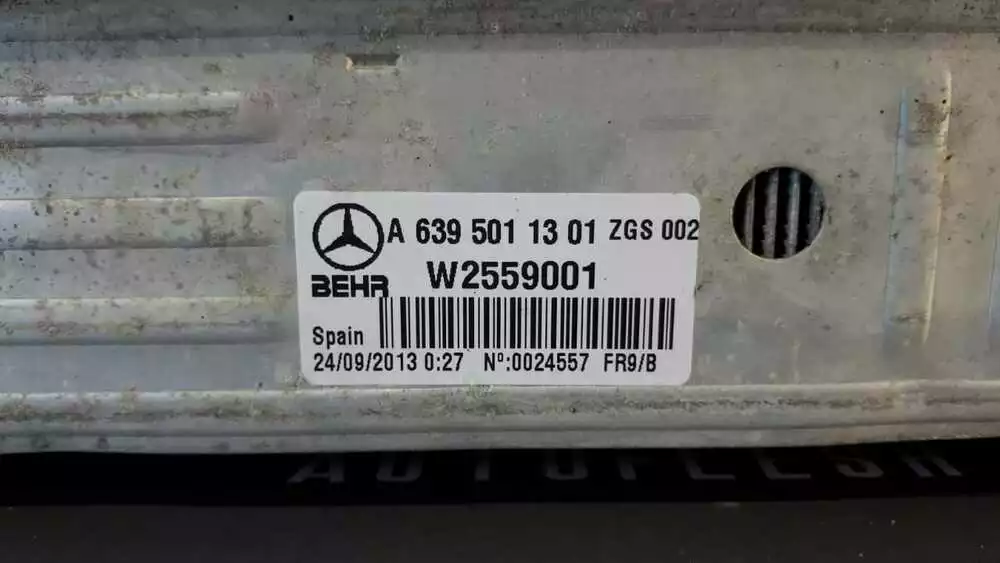 A 639 501 13 01 ZGS 002
BEHR
W2559001
Spain
24/09/2013 0:27 Nº:0024557 FR9/B